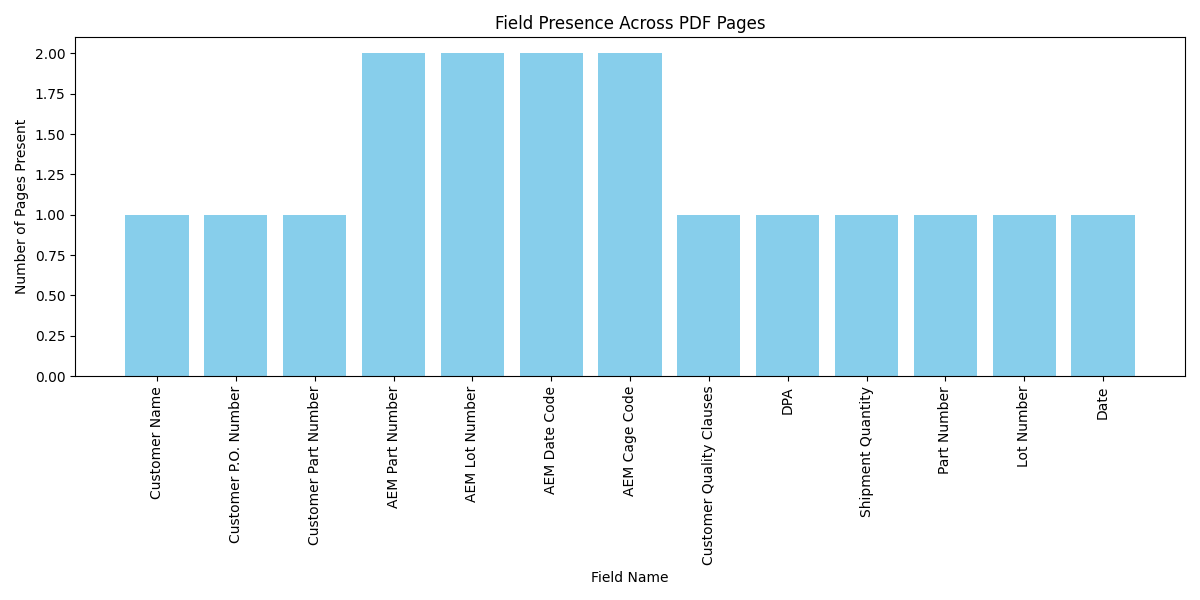 Field Presence Across PDF Pages
Number of Pages Present
2.00
1.75
1.50
1.25
1.00
0.75
0.50
0.25
0.00
Customer Name
Customer P.O. Number
Customer Part Number
AEM Part Number
AEM Lot Number
AEM Date Code
AEM Cage Code
Customer Quality Clauses
DPA
Shipment Quantity
Part Number
Lot Number
Date
Field Name